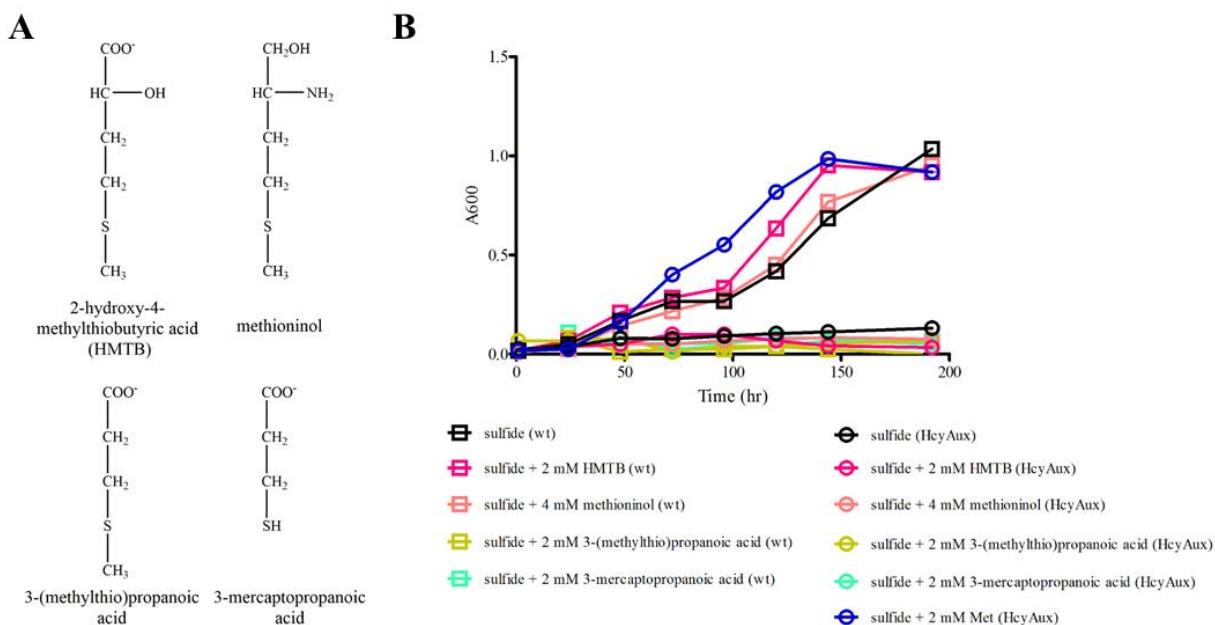 A
COO-
HC OH
CH2
CH2
S
CH3
2-hydroxy-4-
methylthiobutyric acid
(HMTB)
CH2OH
HC NH2
CH2
CH2
S
CH3
methioninol
COO-
CH2
CH2
S
CH3
3-(methylthio)propanoic
acid
COO-
CH2
CH2
SH
3-mercaptopropanoic
acid
B
1.5
1.0
0.5
0.0
A600
0 50 100 150 200
Time (hr)
sulfide (wt)
sulfide + 2 mM HMTB (wt)
sulfide + 4 mM methioninol (wt)
sulfide + 2 mM 3-(methylthio)propanoic acid (wt)
sulfide + 2 mM 3-mercaptopropanoic acid (wt)
sulfide (HcyAux)
sulfide + 2 mM HMTB (HcyAux)
sulfide + 4 mM methioninol (HcyAux)
sulfide + 2 mM 3-(methylthio)propanoic acid (HcyAux)
sulfide + 2 mM 3-mercaptopropanoic acid (HcyAux)
sulfide + 2 mM Met (HcyAux)